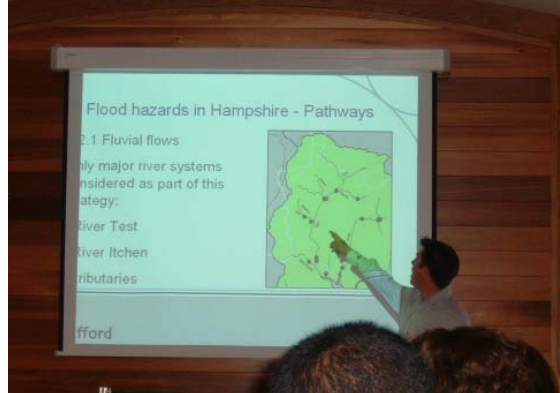 Flood hazards in Hampshire - Pathways
2.1 Fluvial flows
nly major river systems
nsidered as part of this
ategy:
River Test
River Itchen
ributaries
fford